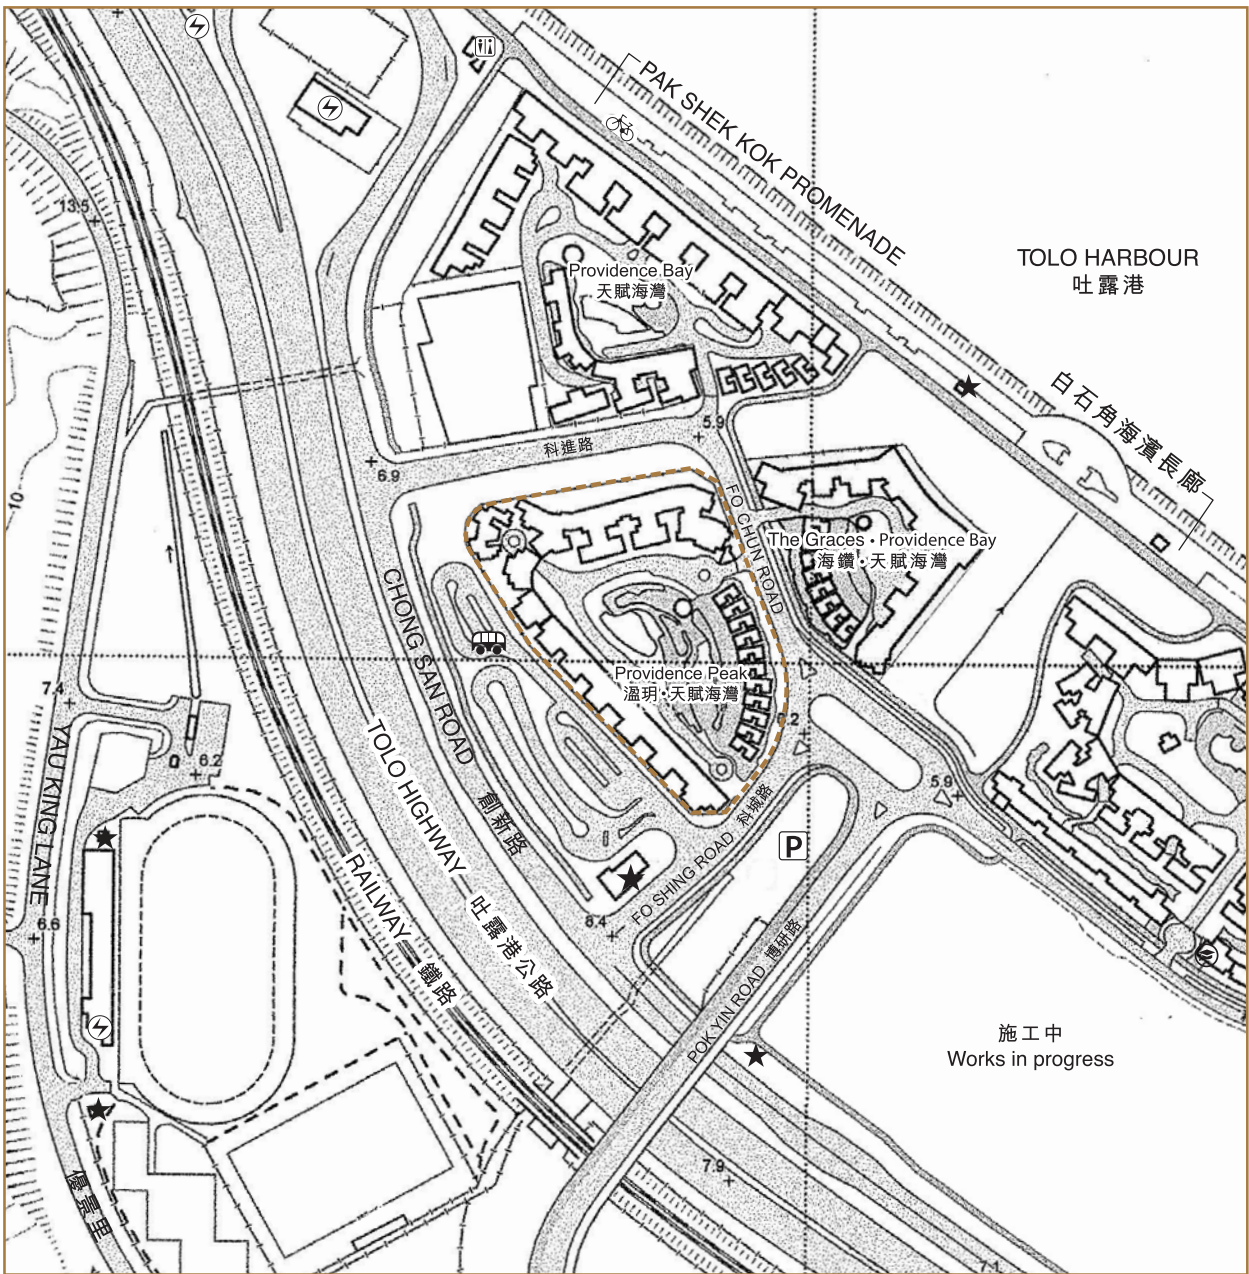 PAK SHEK KOK PROMENADE
13.5
TOLO HARBOUR
吐露港
Providence Bay
天賦海灣
白石角海濱長廊
5.9
科進路
6.9
10
FO CHUN ROAD
The Graces • Providence Bay
海鑽•天賦海灣
CHONG SAN ROAD
創新路
Providence Peak
溋玥•天賦海灣
7.4
6.2
6.2
5.9
YAU KING LANE
優景里
TOLO HIGHWAY 吐露港公路
RAILWAY 鐵路
FO SHING ROAD 科城路
P
6.6
6.4
POK YIN ROAD 博研路
施工中
Works in progress
7.9
7.1